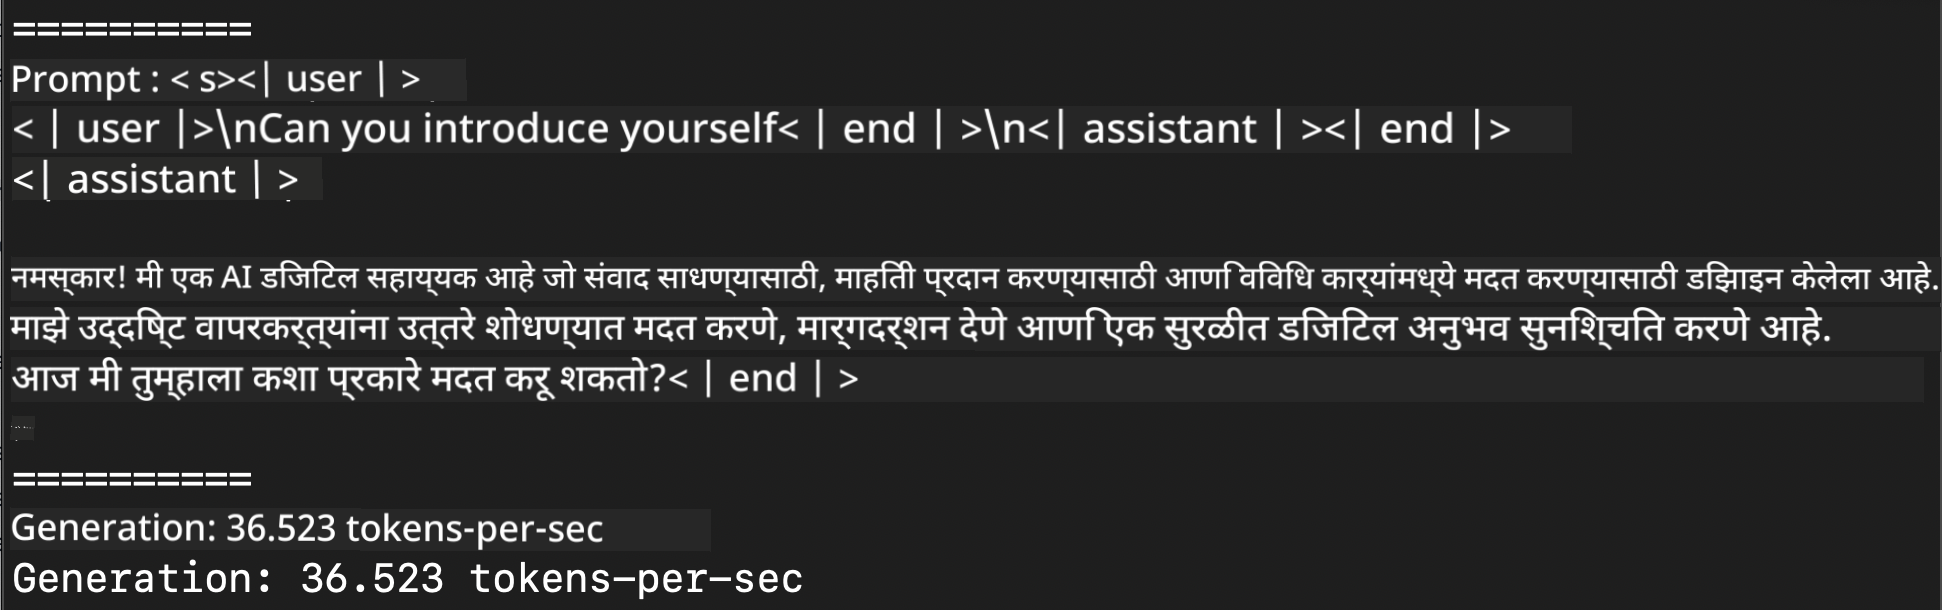 ==========
Prompt : < s><| user | >
< | user |>\nCan you introduce yourself< | end | >\n<| assistant | ><| end |>
<| assistant | >
नमस्कार! मी एक AI डिजिटल सहाय्यक आहे जो संवाद साधण्यासाठी, माहिती प्रदान करण्यासाठी आणि विविध कार्यांमध्ये मदत करण्यासाठी डिझाइन केलेला आहे.
माझे उद्दिष्ट वापरकर्त्यांना उत्तरे शोधण्यात मदत करणे, मार्गदर्शन देणे आणि एक सुरळीत डिजिटल अनुभव सुनिश्चित करणे आहे.
आज मी तुम्हाला कशा प्रकारे मदत करू शकतो?< | end | >
==========
Generation: 36.523 tokens-per-sec
Generation: 36.523 tokens-per-sec